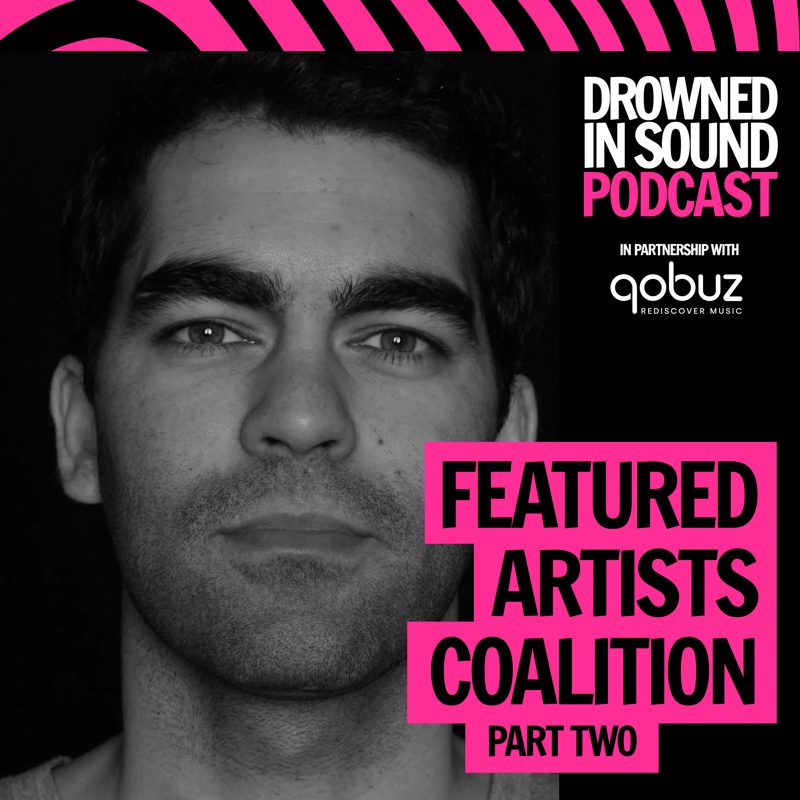 DROWNED
IN SOUND
PODCAST
IN PARTNERSHIP WITH
qobuz
REDISCOVER MUSIC
FEATURED
ARTISTS
COALITION
PART TWO